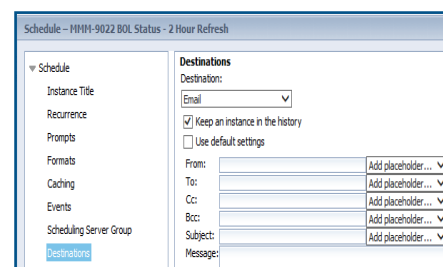 Schedule – MMM-9022 BOL Status - 2 Hour Refresh
Schedule
Instance Title
Recurrence
Prompts
Formats
Caching
Events
Scheduling Server Group
Destinations
Destinations
Destination:
Email
Keep an instance in the history
Use default settings
From: Add placeholder...
To: Add placeholder...
Cc: Add placeholder...
Bcc: Add placeholder...
Subject: Add placeholder...
Message: